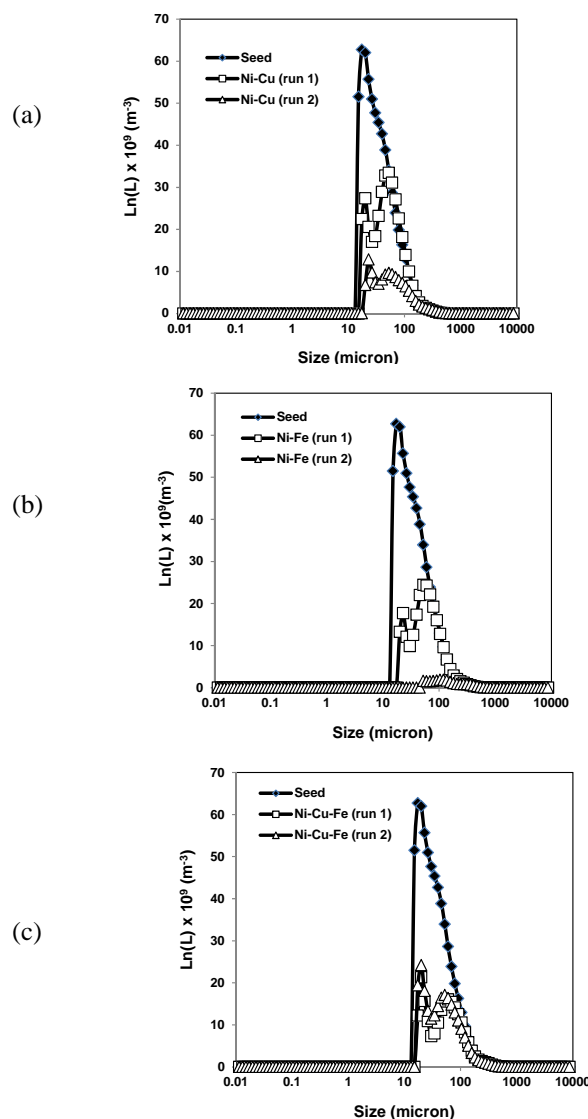 (a)
Ln(L) x 10⁹ (m⁻³)
70
60
50
40
30
20
10
0
Seed
Ni-Cu (run 1)
Ni-Cu (run 2)
0.01 0.1 1 10 100 1000 10000
Size (micron)
(b)
Ln(L) x 10⁹(m⁻³)
70
60
50
40
30
20
10
0
Seed
Ni-Fe (run 1)
Ni-Fe (run 2)
0.01 0.1 1 10 100 1000 10000
Size (micron)
(c)
Ln(L) x 10⁹ (m⁻³)
70
60
50
40
30
20
10
0
Seed
Ni-Cu-Fe (run 1)
Ni-Cu-Fe (run 2)
0.01 0.1 1 10 100 1000 10000
Size (micron)